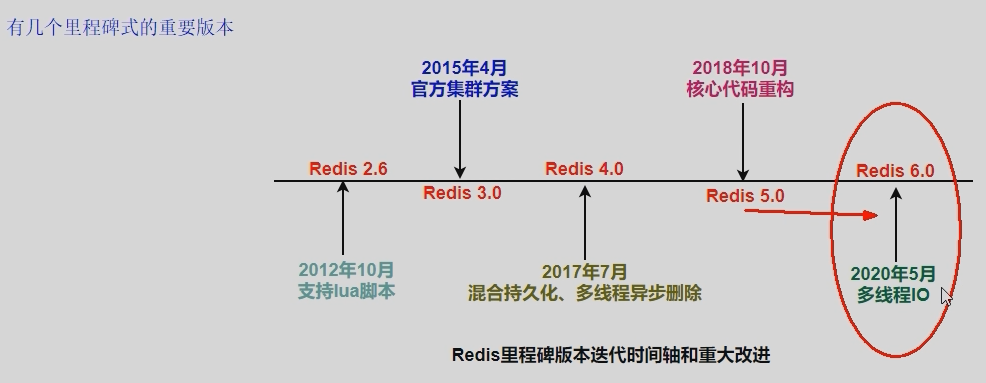 有几个里程碑式的重要版本
2015年4月
官方集群方案
2018年10月
核心代码重构
Redis 2.6
Redis 3.0
Redis 4.0
Redis 5.0
Redis 6.0
2012年10月
支持lua脚本
2017年7月
混合持久化、多线程异步删除
2020年5月
多线程IO
Redis里程碑版本迭代时间轴和重大改进